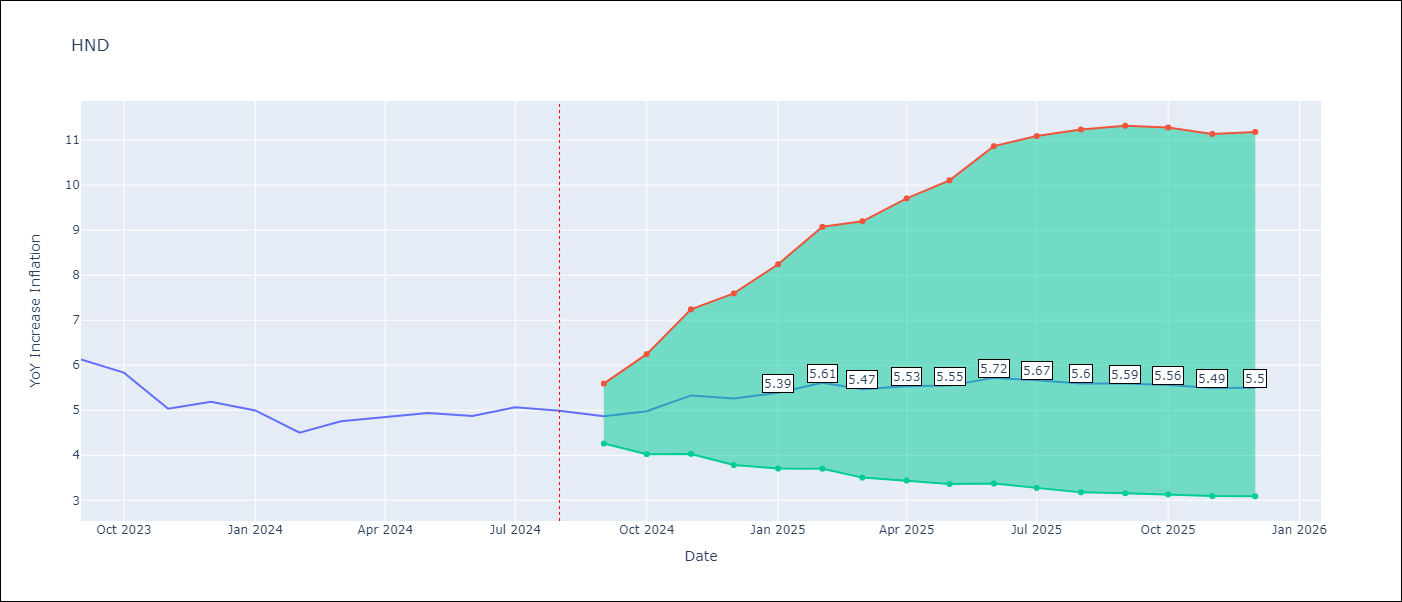 HND
YoY Increase Inflation
11
10
9
8
7
6
5
4
3
5.39
5.61
5.47
5.53
5.55
5.72
5.67
5.6
5.59
5.56
5.49
5.5
Oct 2023
Jan 2024
Apr 2024
Jul 2024
Oct 2024
Jan 2025
Apr 2025
Jul 2025
Oct 2025
Jan 2026
Date